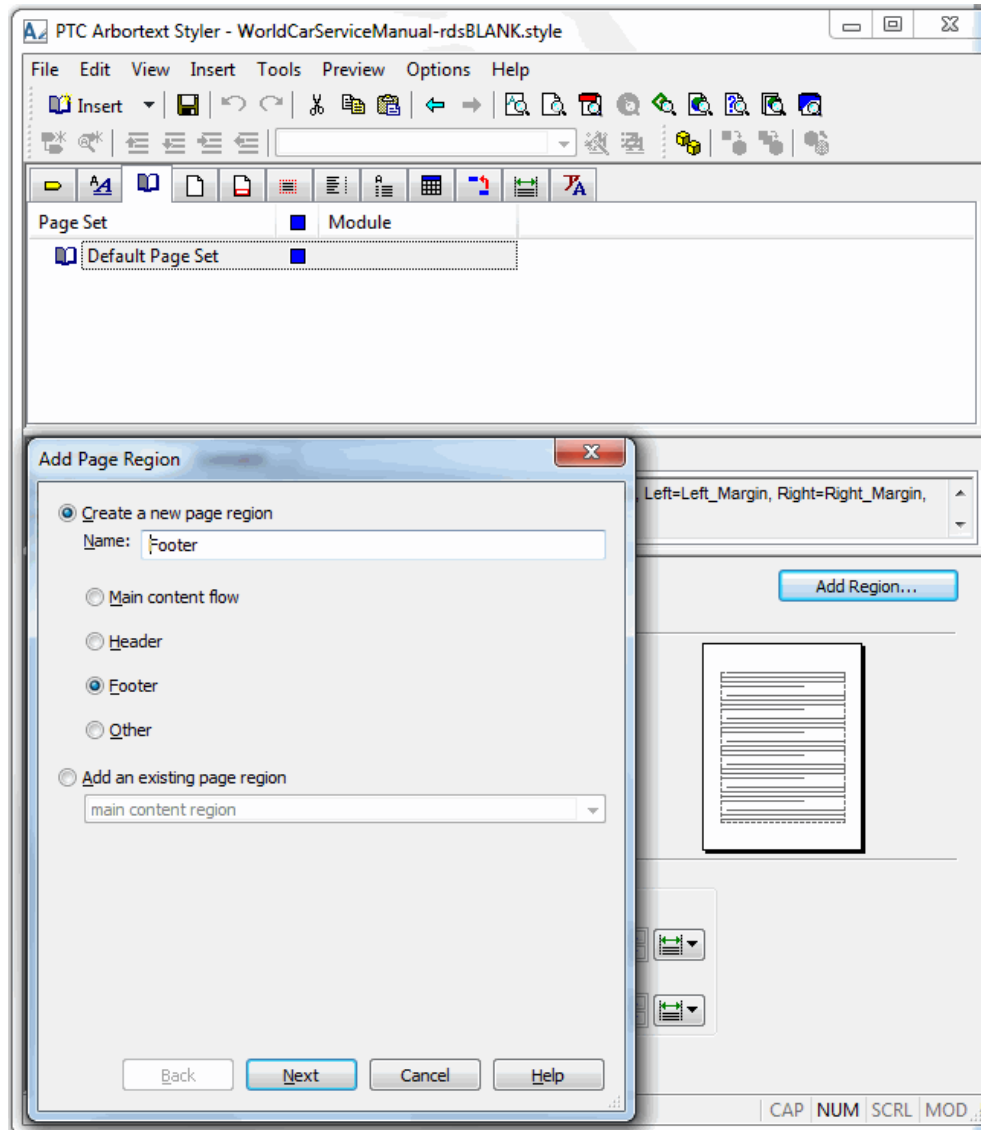 PTC Arbortext Styler - WorldCarServiceManual-rdsBLANK.style
File Edit View Insert Tools Preview Options Help
Insert
Page Set Module
Default Page Set
Add Page Region
, Left=Left_Margin, Right=Right_Margin,
Create a new page region
Name: Footer
Add Region...
Main content flow
Header
Footer
Other
Add an existing page region
main content region
Back Next Cancel Help
CAP NUM SCRL MOD